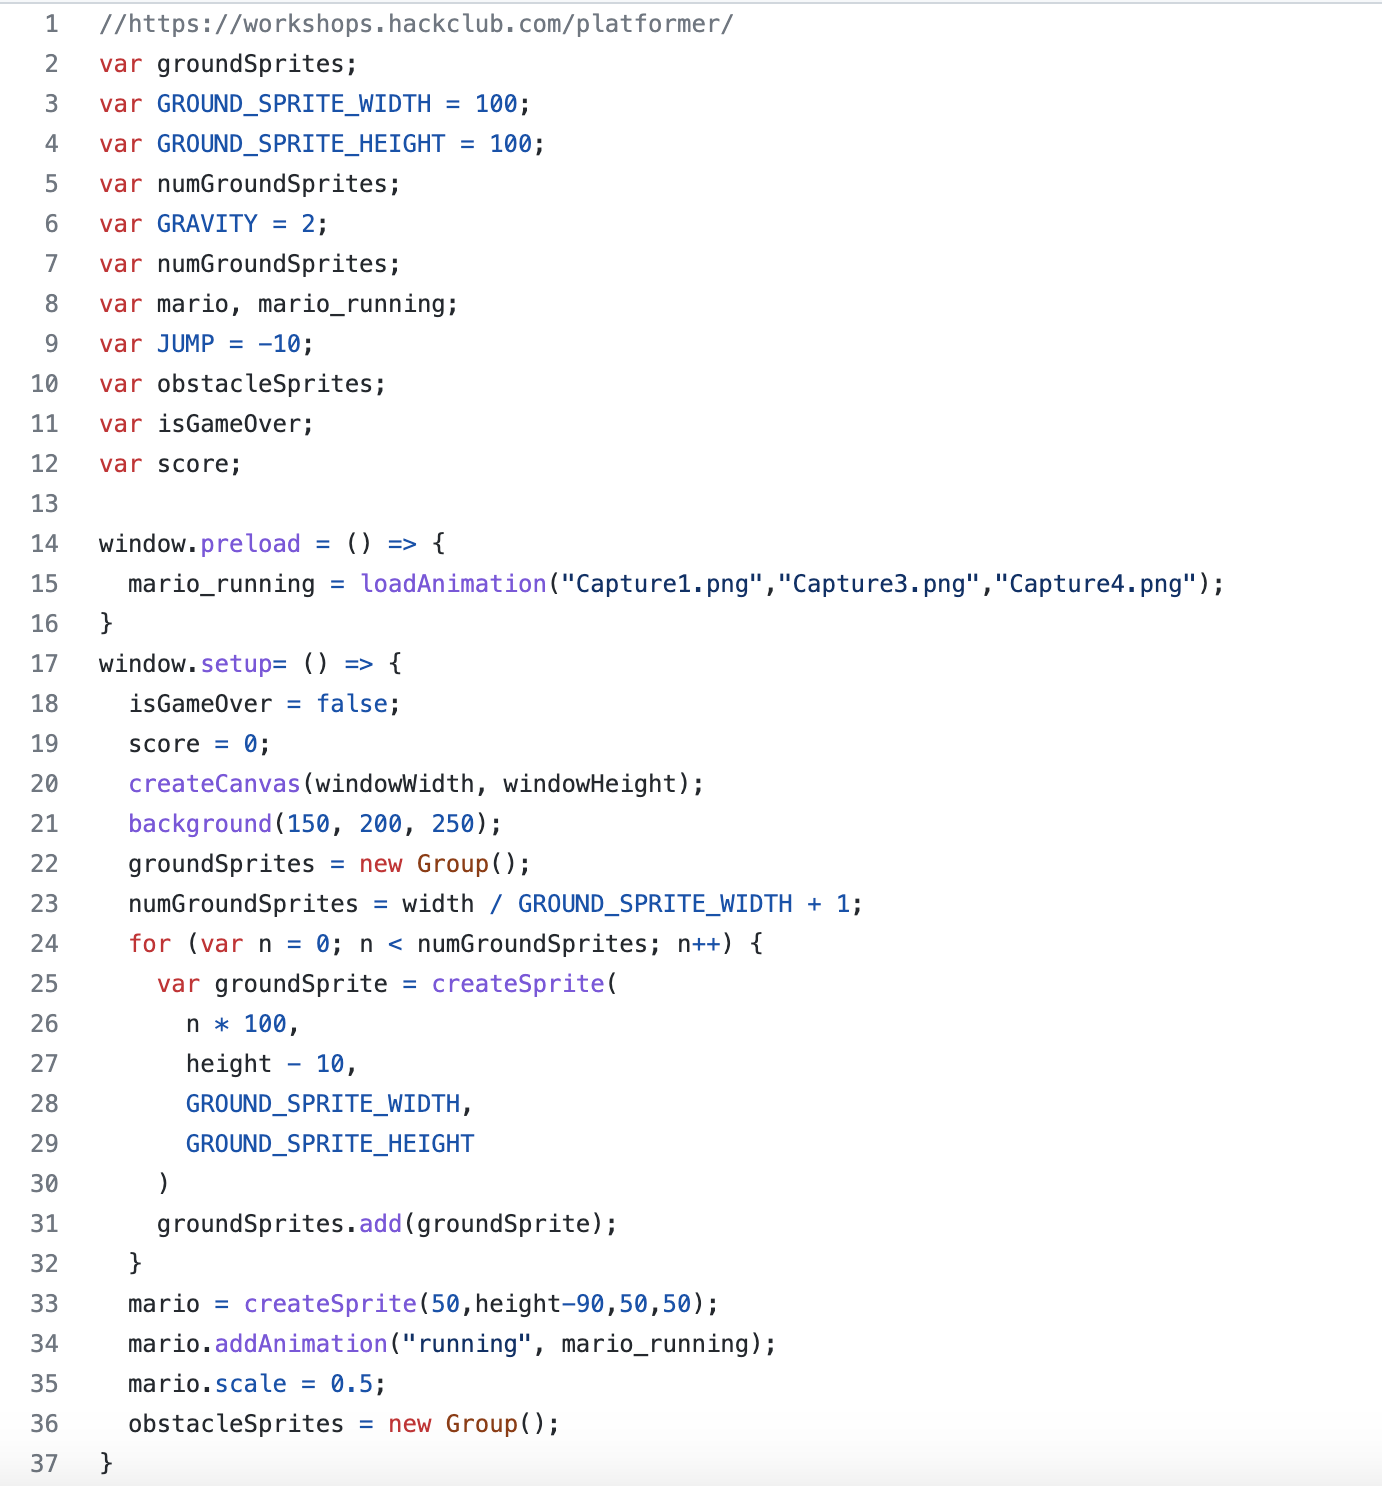 1 //https://workshops.hackclub.com/platformer/
2 var groundSprites;
3 var GROUND_SPRITE_WIDTH = 100;
4 var GROUND_SPRITE_HEIGHT = 100;
5 var numGroundSprites;
6 var GRAVITY = 2;
7 var numGroundSprites;
8 var mario, mario_running;
9 var JUMP = -10;
10 var obstacleSprites;
11 var isGameOver;
12 var score;
13
14 window.preload = () => {
15   mario_running = loadAnimation("Capture1.png","Capture3.png","Capture4.png");
16 }
17 window.setup= () => {
18   isGameOver = false;
19   score = 0;
20   createCanvas(windowWidth, windowHeight);
21   background(150, 200, 250);
22   groundSprites = new Group();
23   numGroundSprites = width / GROUND_SPRITE_WIDTH + 1;
24   for (var n = 0; n < numGroundSprites; n++) {
25     var groundSprite = createSprite(
26       n * 100,
27       height - 10,
28       GROUND_SPRITE_WIDTH,
29       GROUND_SPRITE_HEIGHT
30     )
31     groundSprites.add(groundSprite);
32   }
33   mario = createSprite(50,height-90,50,50);
34   mario.addAnimation("running", mario_running);
35   mario.scale = 0.5;
36   obstacleSprites = new Group();
37 }